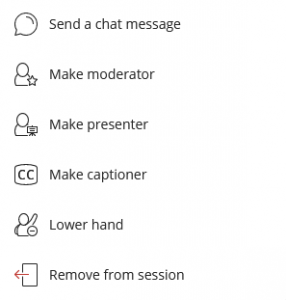 Send a chat message
Make moderator
Make presenter
CC Make captioner
Lower hand
Remove from session